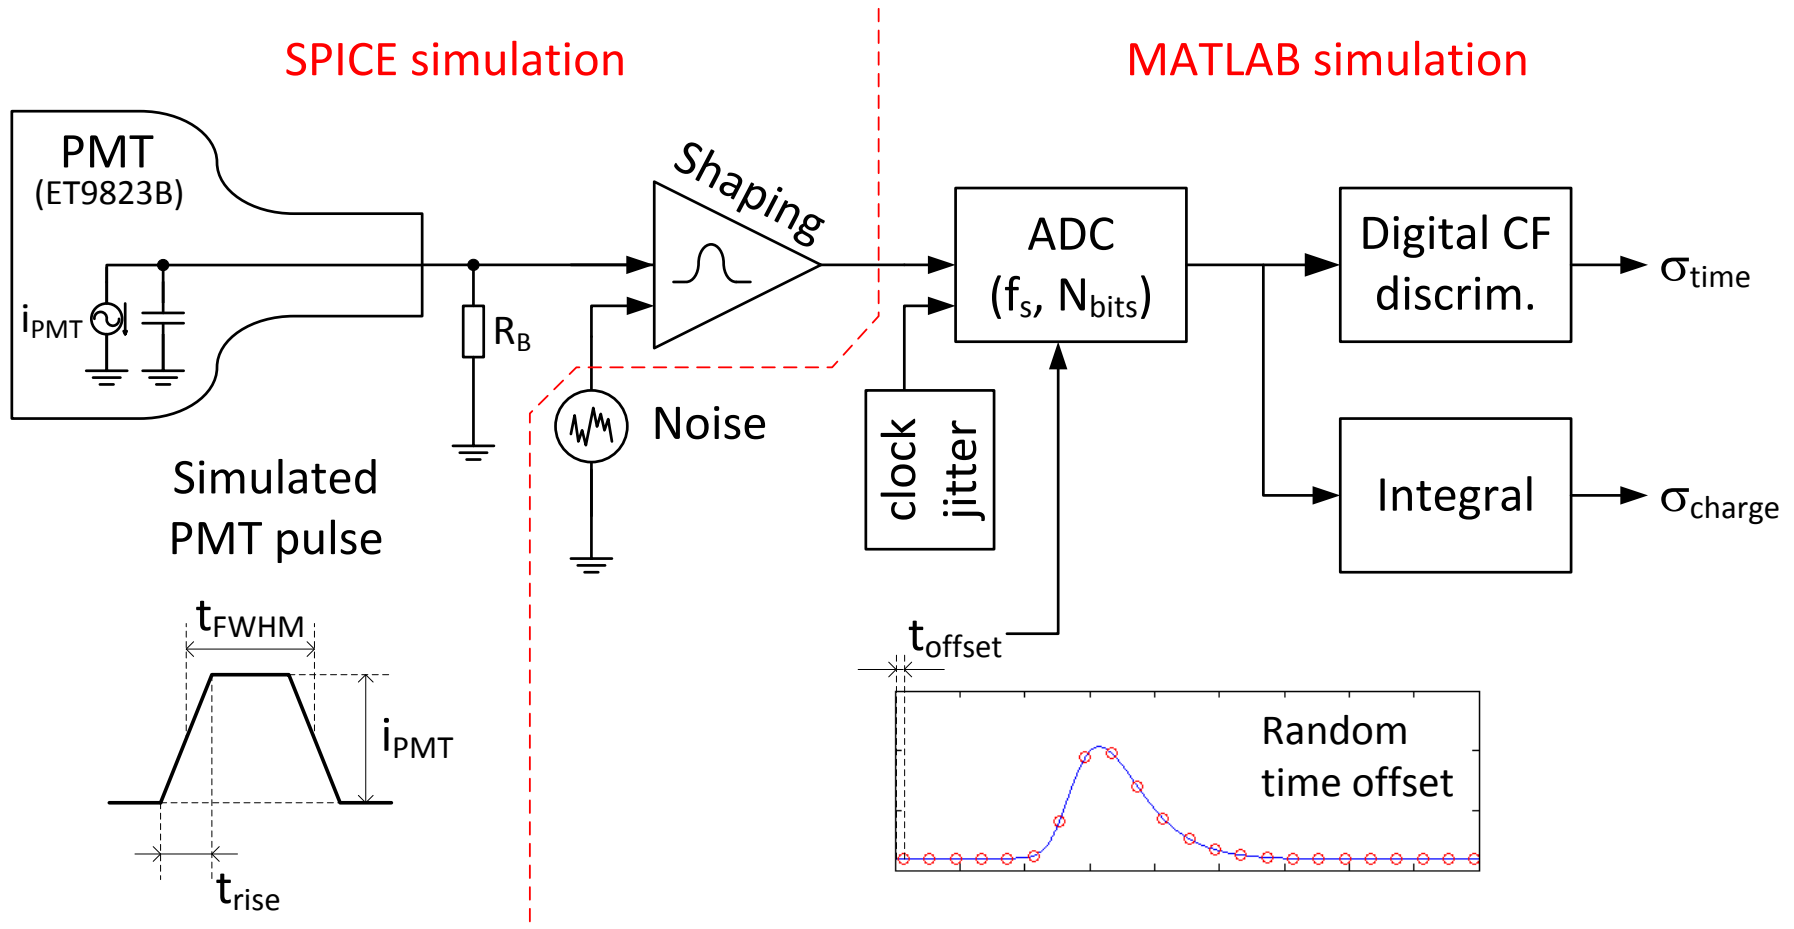 SPICE simulation
MATLAB simulation
PMT
(ET9823B)
Shaping
ADC
(fs, Nbits)
Digital CF
discrim.
σtime
iPMT
RB
Noise
clock
jitter
Integral
σcharge
Simulated
PMT pulse
tFWHM
iPMT
trise
toffset
Random
time offset